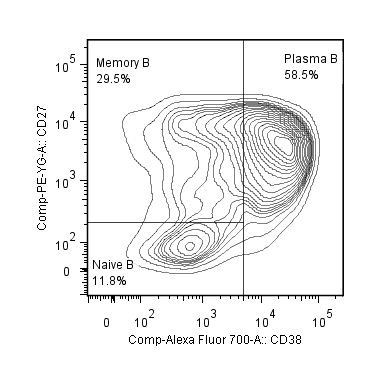 Memory B
29.5%
Plasma B
58.5%
10^5
10^4
10^3
10^2
0
Comp-PE-YG-A:: CD27
Naive B
11.8%
0
10^2
10^3
10^4
10^5
Comp-Alexa Fluor 700-A:: CD38